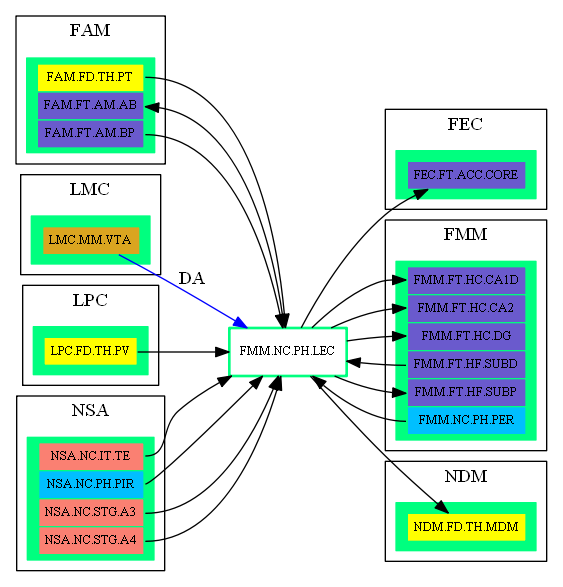 FAM
FAM.FD.TH.PT
FAM.FT.AM.AB
FAM.FT.AM.BP
LMC
LMC.MM.VTA
DA
LPC
LPC.FD.TH.PV
NSA
NSA.NC.IT.TE
NSA.NC.PH.PIR
NSA.NC.STG.A3
NSA.NC.STG.A4
FMM.NC.PH.LEC
FEC
FEC.FT.ACC.CORE
FMM
FMM.FT.HC.CA1D
FMM.FT.HC.CA2
FMM.FT.HC.DG
FMM.FT.HF.SUBD
FMM.FT.HF.SUBP
FMM.NC.PH.PER
NDM
NDM.FD.TH.MDM